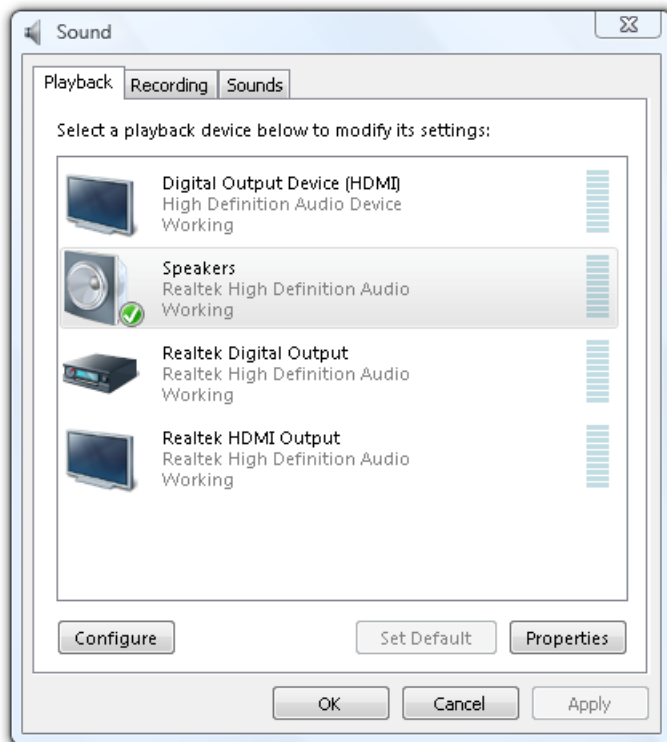 Sound
Playback Recording Sounds
Select a playback device below to modify its settings:
Digital Output Device (HDMI)
High Definition Audio Device
Working
Speakers
Realtek High Definition Audio
Working
Realtek Digital Output
Realtek High Definition Audio
Working
Realtek HDMI Output
Realtek High Definition Audio
Working
Configure Set Default Properties
OK Cancel Apply